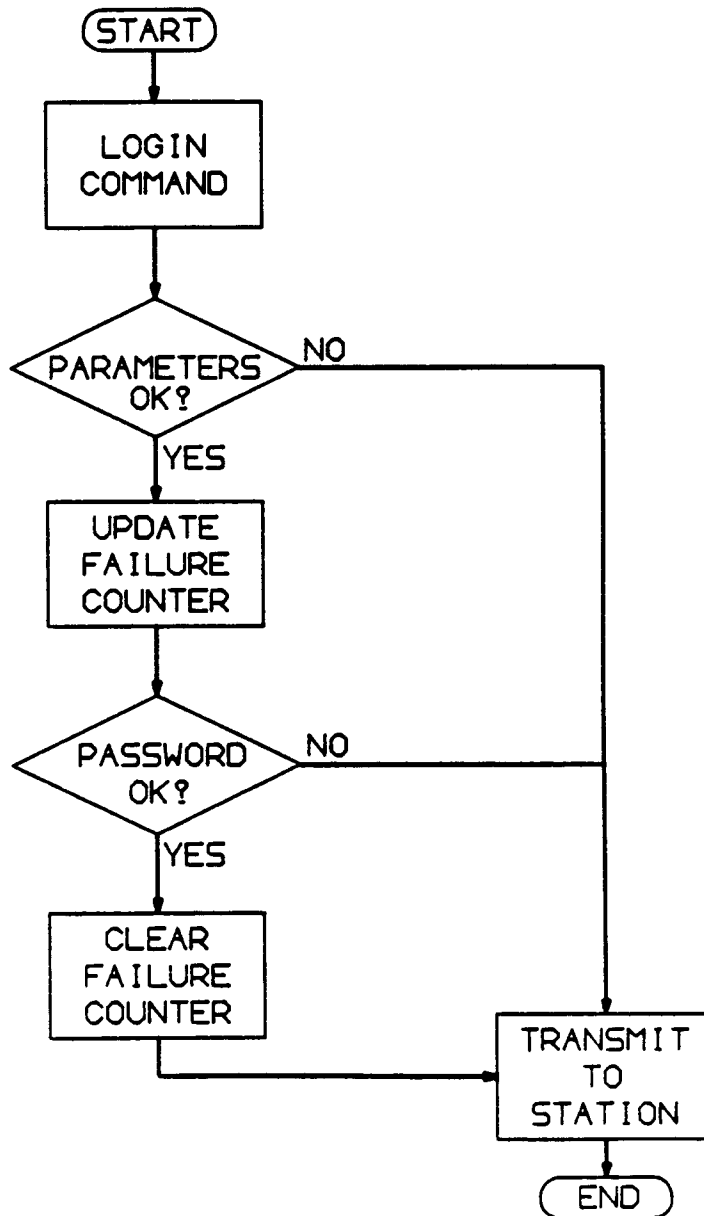 START
LOGIN
COMMAND
PARAMETERS
OK?
NO
YES
UPDATE
FAILURE
COUNTER
PASSWORD
OK?
NO
YES
CLEAR
FAILURE
COUNTER
TRANSMIT
TO
STATION
END